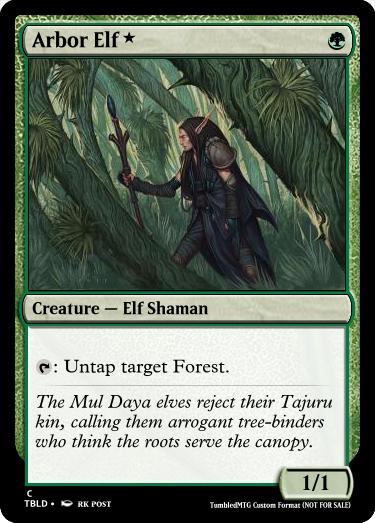 Arbor Elf ★
Creature — Elf Shaman
: Untap target Forest.
The Mul Daya elves reject their Tajuru
kin, calling them arrogant tree-binders
who think the roots serve the canopy.
1/1
C
TBLD • RK POST
TumbledMTG Custom Format (NOT FOR SALE)